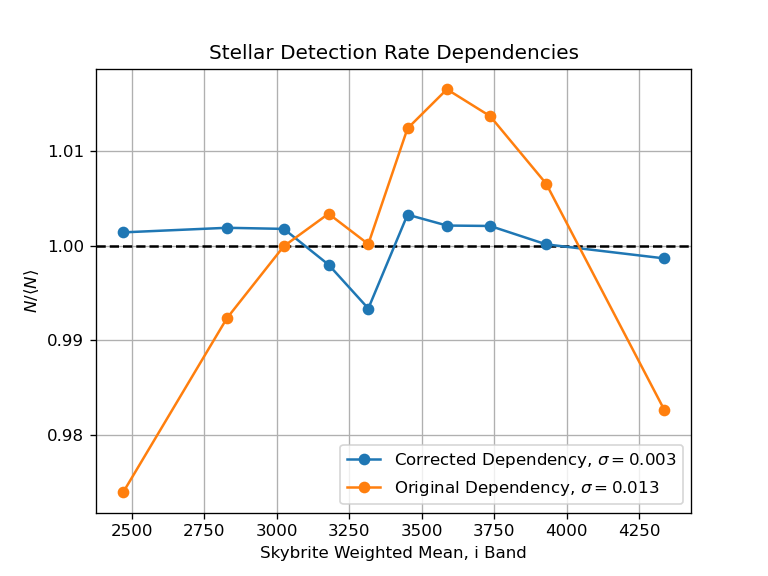 Stellar Detection Rate Dependencies
1.01
1.00
0.99
0.98
N/⟨N⟩
Corrected Dependency, σ = 0.003
Original Dependency, σ = 0.013
2500 2750 3000 3250 3500 3750 4000 4250
Skybrite Weighted Mean, i Band